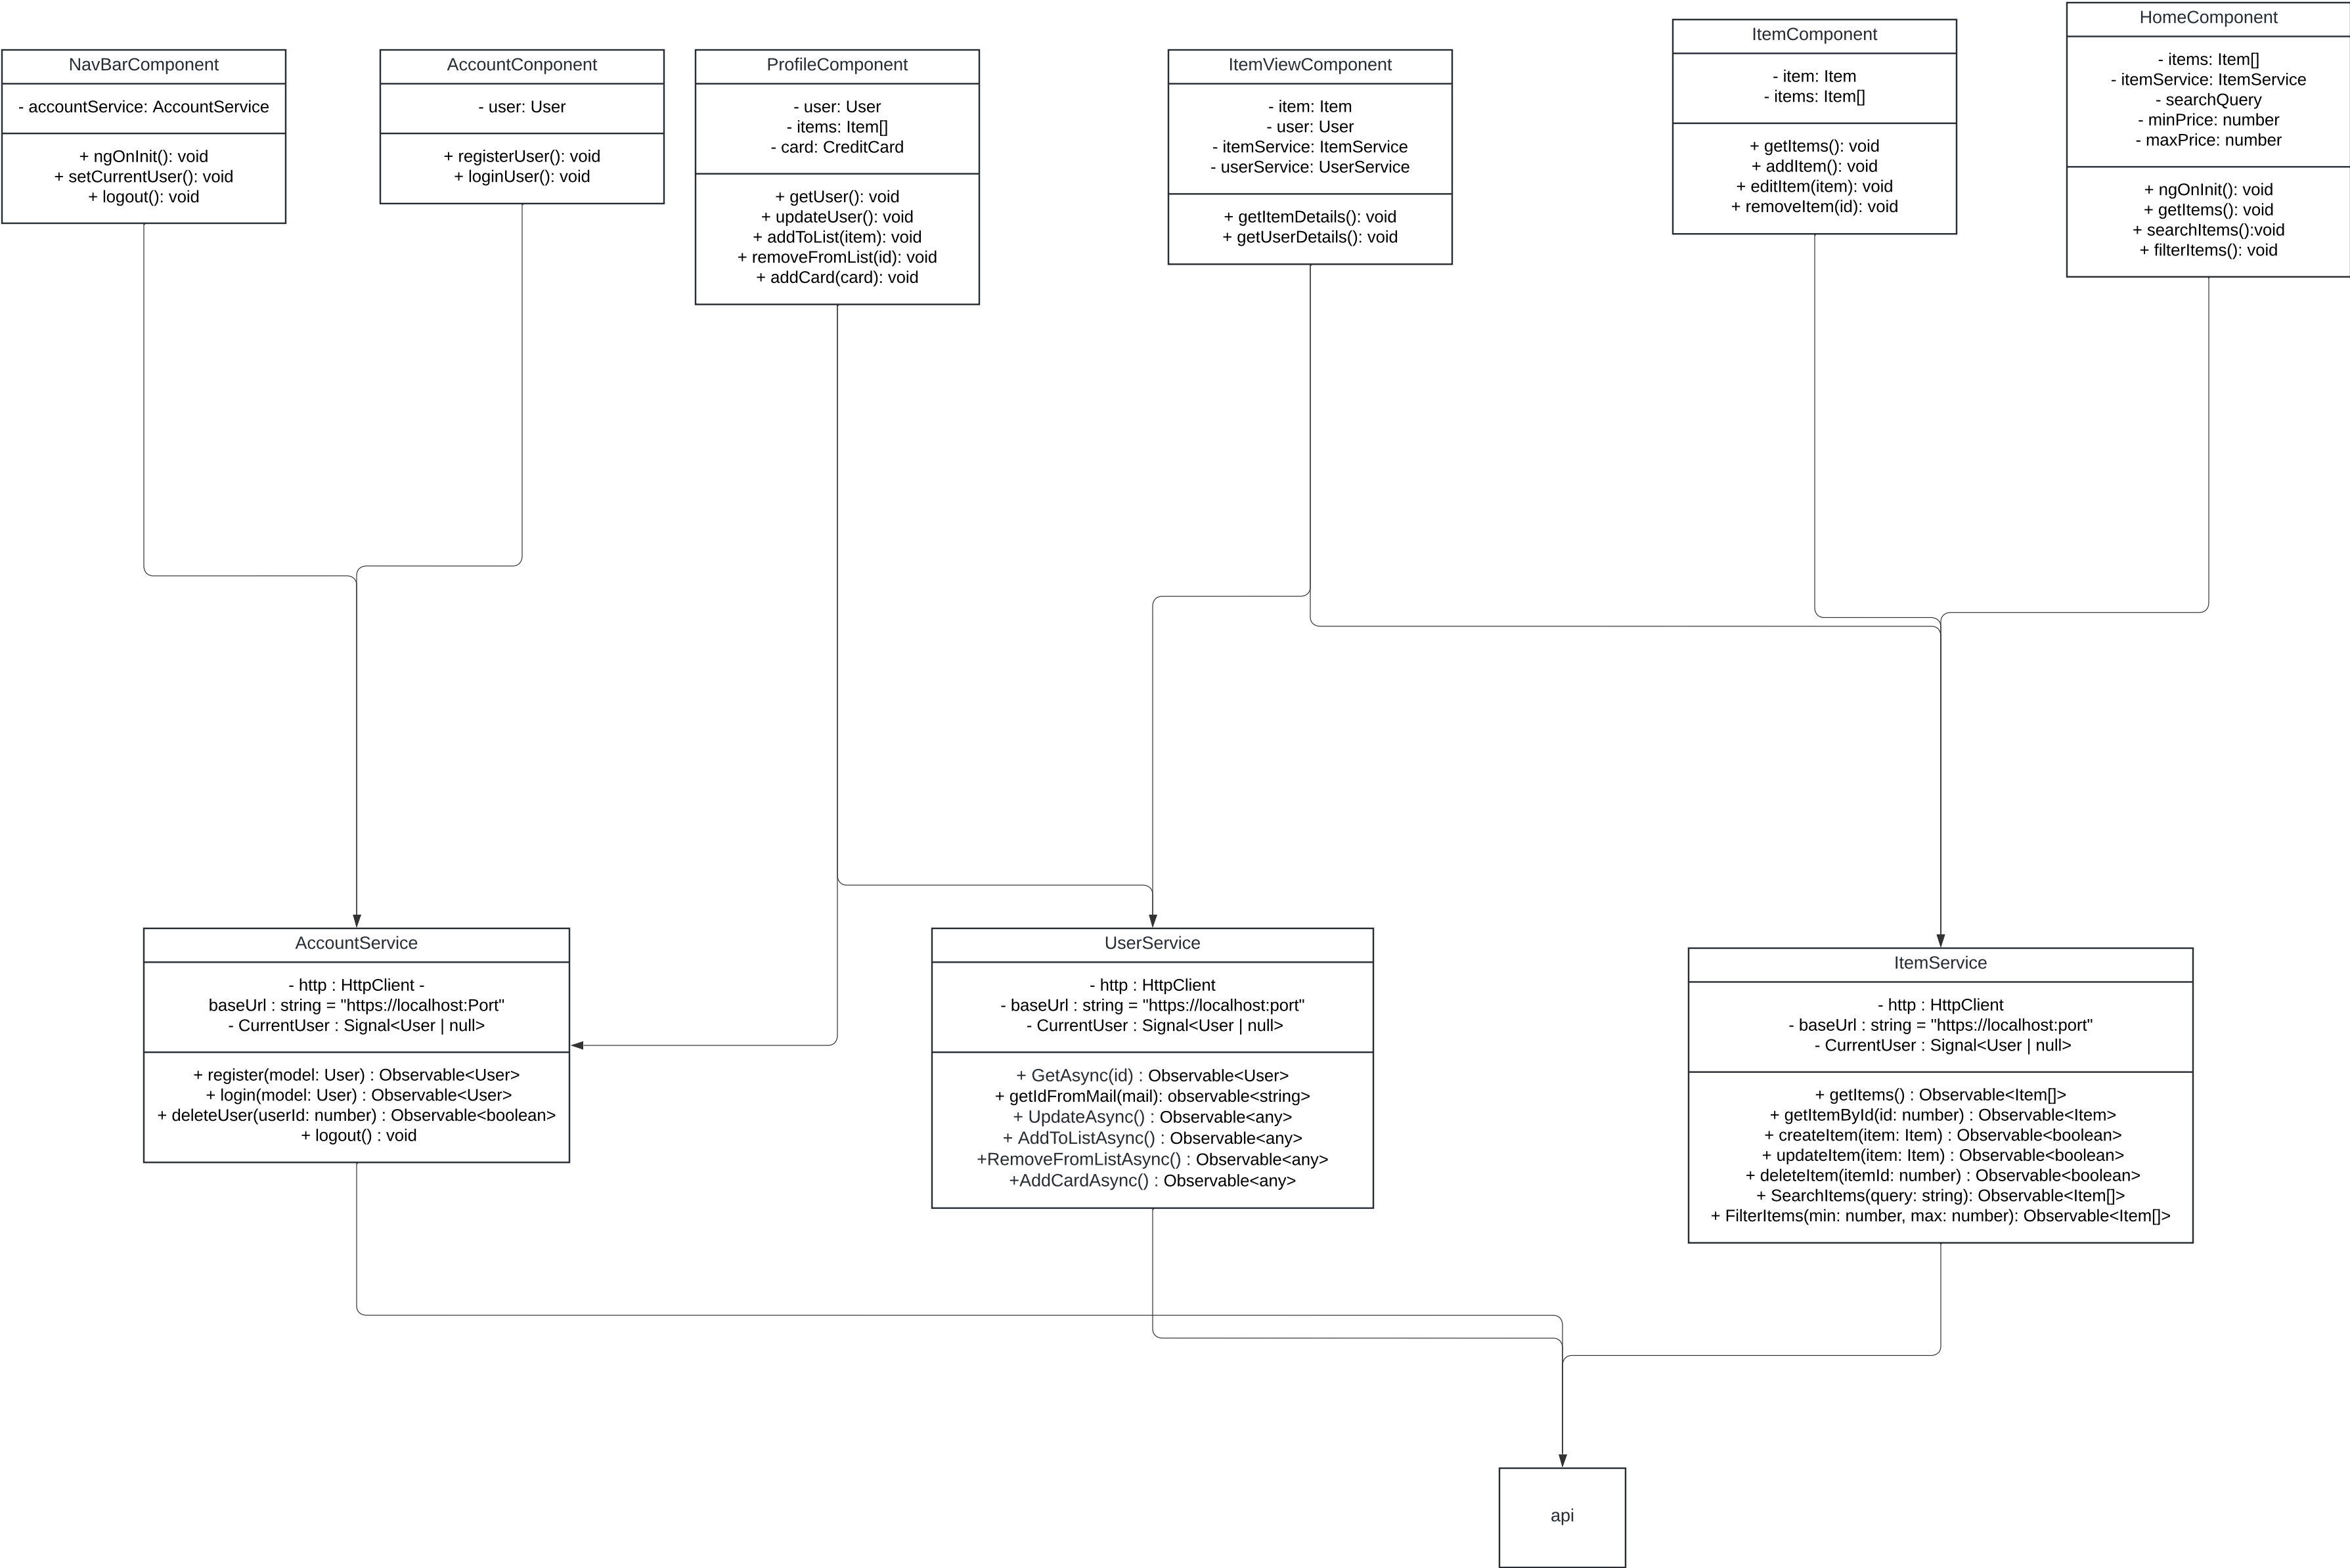 NavBarComponent
- accountService: AccountService
+ ngOnInit(): void
+ setCurrentUser(): void
+ logout(): void
AccountConponent
- user: User
+ registerUser(): void
+ loginUser(): void
ProfileComponent
- user: User
- items: Item[]
- card: CreditCard
+ getUser(): void
+ updateUser(): void
+ addToList(item): void
+ removeFromList(id): void
+ addCard(card): void
ItemViewComponent
- item: Item
- user: User
- itemService: ItemService
- userService: UserService
+ getItemDetails(): void
+ getUserDetails(): void
ItemComponent
- item: Item
- items: Item[]
+ getItems(): void
+ addItem(): void
+ editItem(item): void
+ removeItem(id): void
HomeComponent
- items: Item[]
- itemService: ItemService
- searchQuery
- minPrice: number
- maxPrice: number
+ ngOnInit(): void
+ getItems(): void
+ searchItems():void
+ filterItems(): void
AccountService
- http : HttpClient -
baseUrl : string = "https://localhost:Port"
- CurrentUser : Signal<User | null>
+ register(model: User) : Observable<User>
+ login(model: User) : Observable<User>
+ deleteUser(userId: number) : Observable<boolean>
+ logout() : void
UserService
- http : HttpClient
- baseUrl : string = "https://localhost:port"
- CurrentUser : Signal<User | null>
+ GetAsync(id) : Observable<User>
+ getIdFromMail(mail): observable<string>
+ UpdateAsync() : Observable<any>
+ AddToListAsync() : Observable<any>
+RemoveFromListAsync() : Observable<any>
+AddCardAsync() : Observable<any>
ItemService
- http : HttpClient
- baseUrl : string = "https://localhost:port"
- CurrentUser : Signal<User | null>
+ getItems() : Observable<Item[]>
+ getItemById(id: number) : Observable<Item>
+ createItem(item: Item) : Observable<boolean>
+ updateItem(item: Item) : Observable<boolean>
+ deleteItem(itemId: number) : Observable<boolean>
+ SearchItems(query: string): Observable<Item[]>
+ FilterItems(min: number, max: number): Observable<Item[]>
api